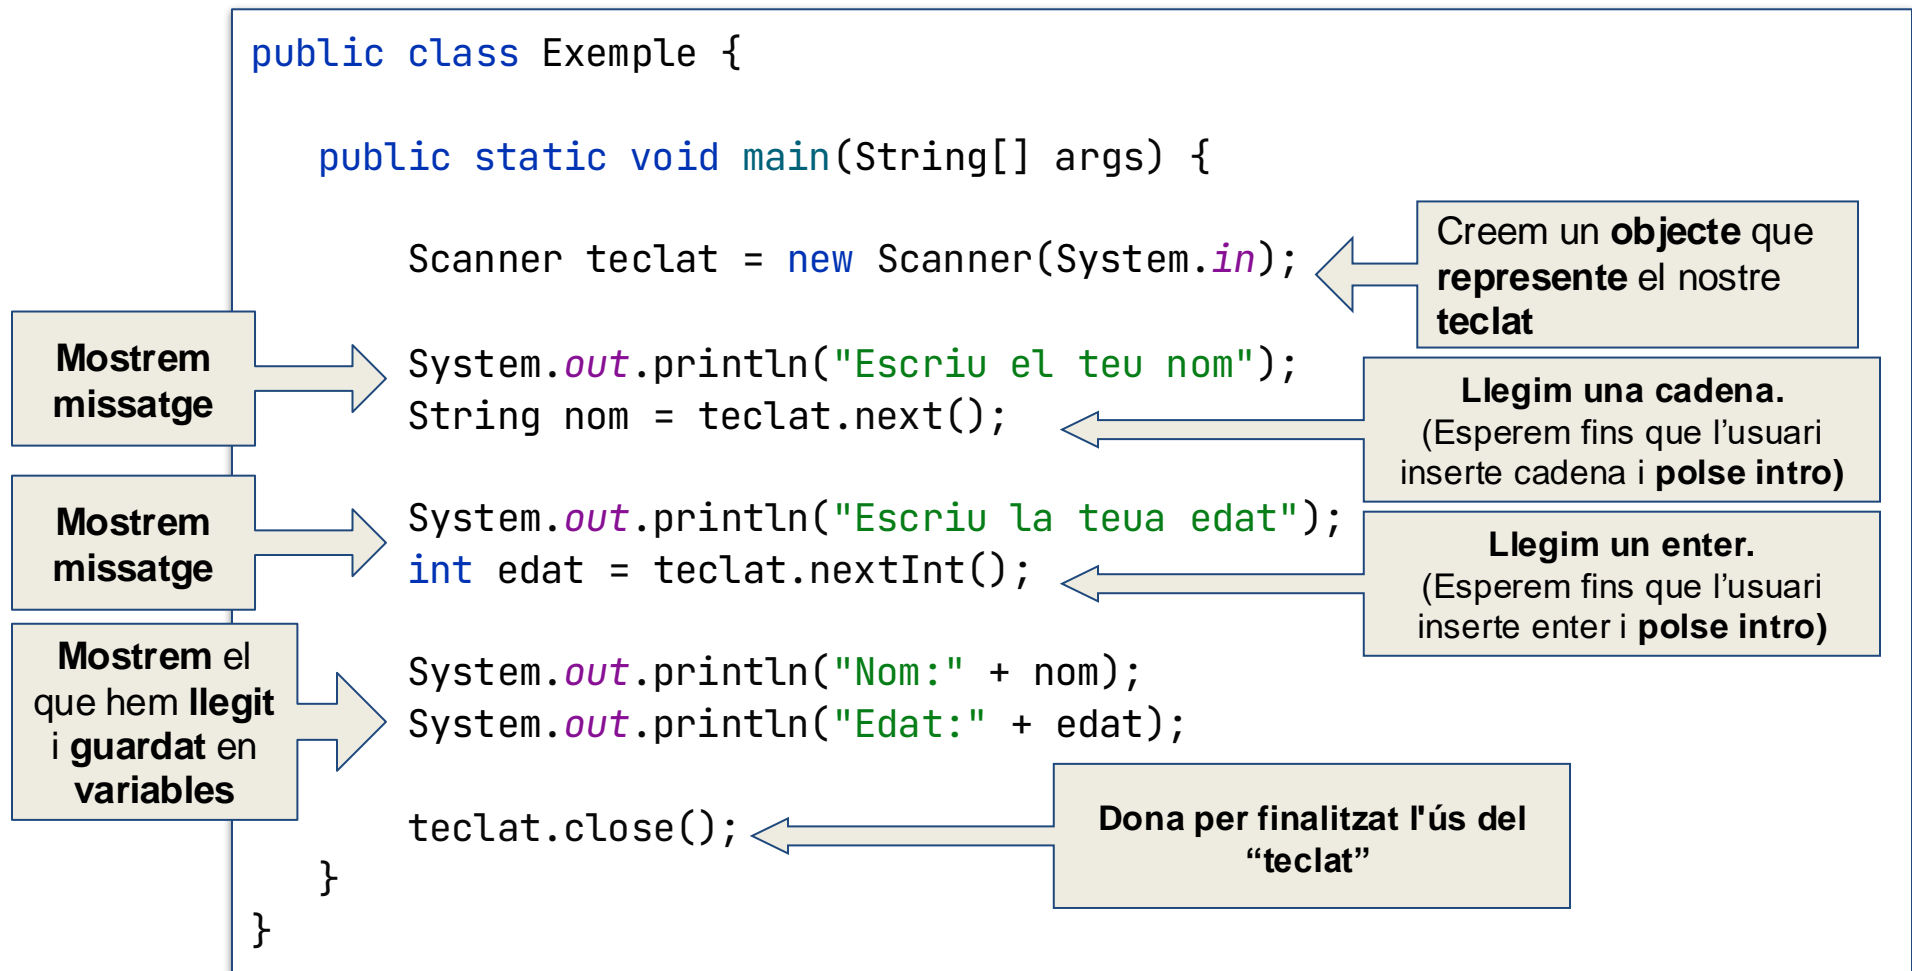 public class Exemple {
public static void main(String[] args) {
Scanner teclat = new Scanner(System.in);
Creem un objecte que
represente el nostre
teclat
Mostrem
missatge
System.out.println("Escriu el teu nom");
String nom = teclat.next();
Llegim una cadena.
(Esperem fins que l’usuari
inserte cadena i polse intro)
Mostrem
missatge
System.out.println("Escriu la teua edat");
int edat = teclat.nextInt();
Llegim un enter.
(Esperem fins que l’usuari
inserte enter i polse intro)
Mostrem el
que hem llegit
i guardat en
variables
System.out.println("Nom:" + nom);
System.out.println("Edat:" + edat);
teclat.close();
Dona per finalitzat l'ús del
“teclat”
}
}